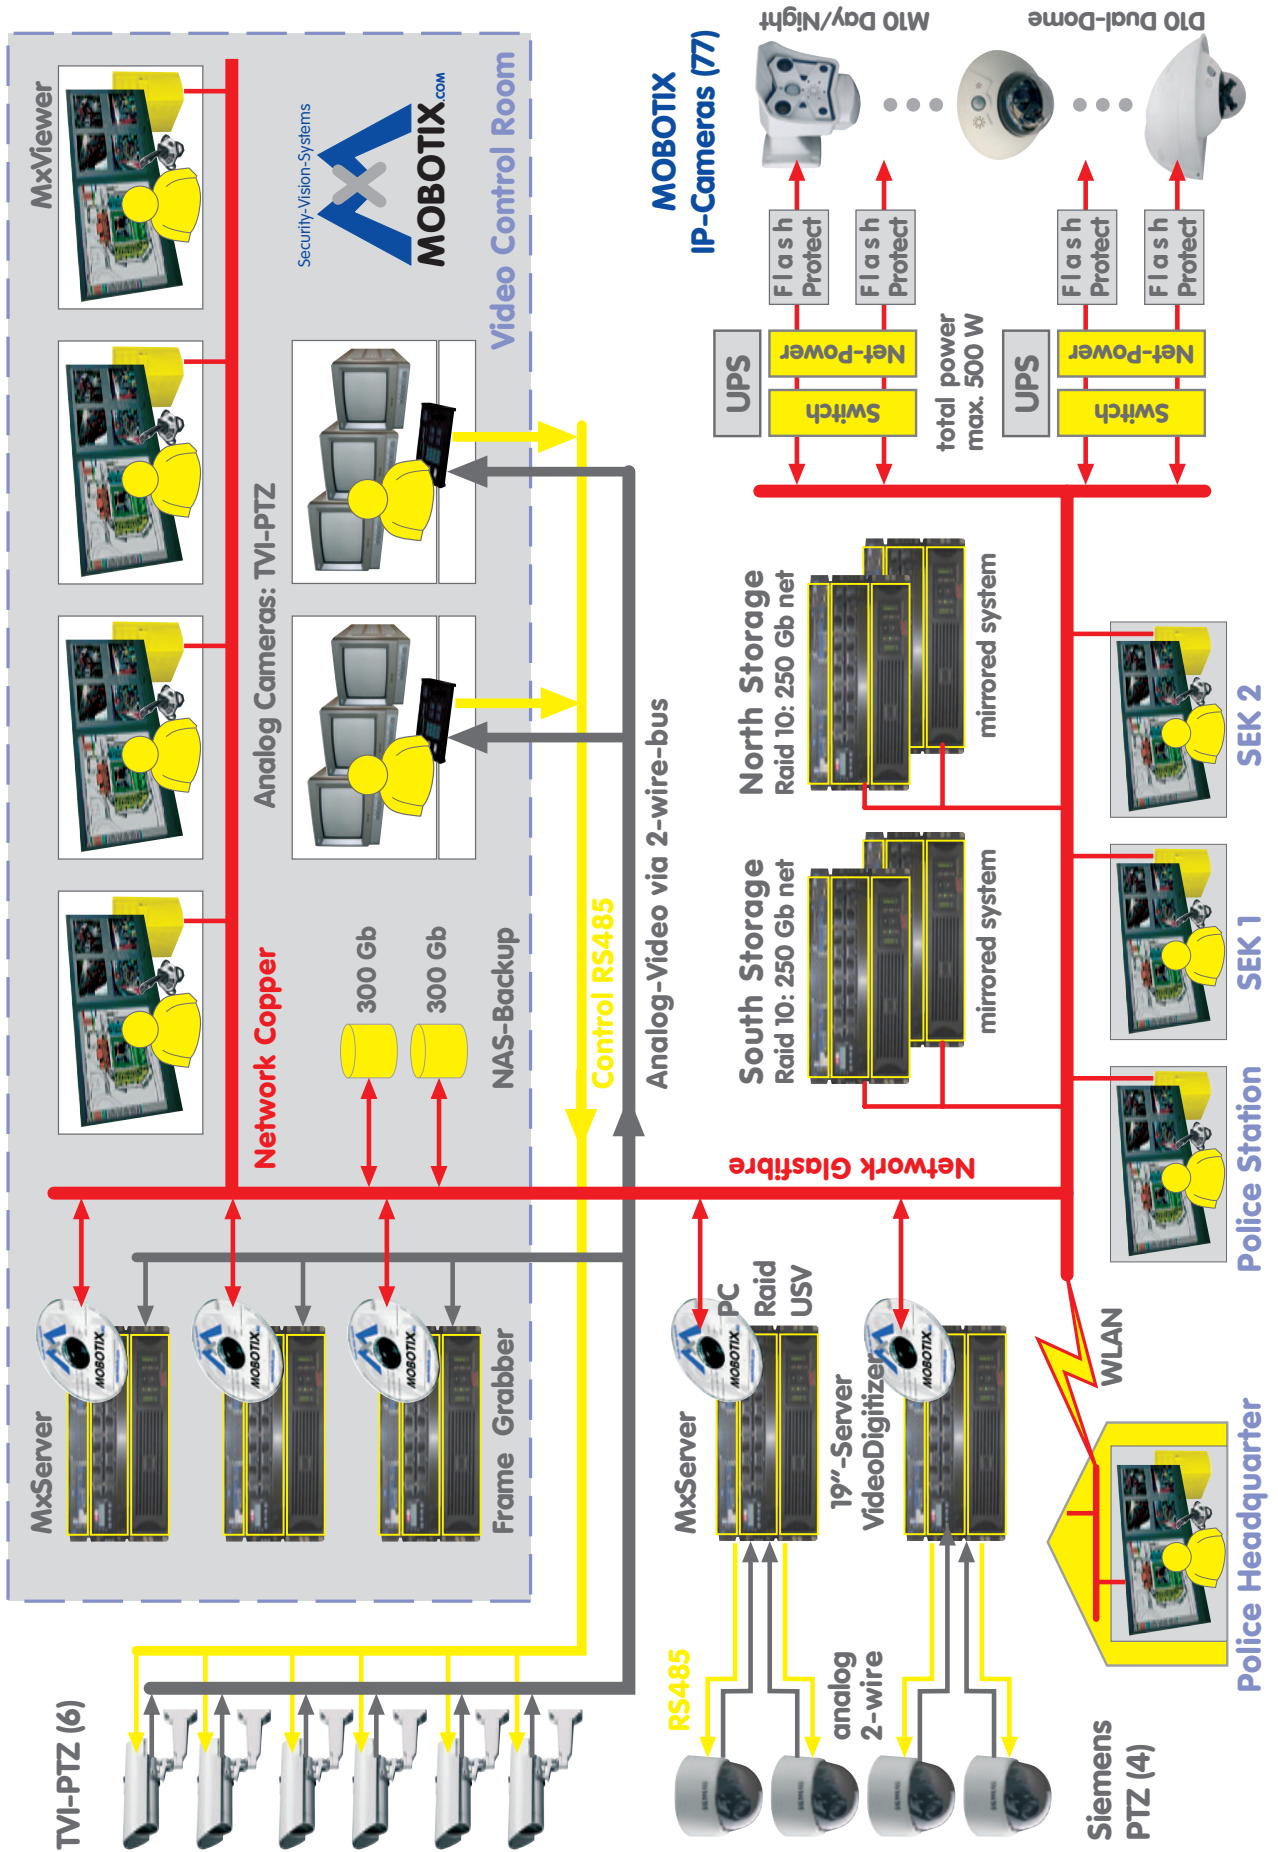 TVI-PTZ (6)
MxServer
MOBOTIX
MOBOTIX
MOBOTIX
Frame Grabber
MxViewer
Network Copper
Analog Cameras: TVI-PTZ
300 Gb
300 Gb
NAS-Backup
Security-Vision-Systems
MOBOTIX.COM
Video Control Room
Control RS485
Analog-Video via 2-wire-bus
RS485
analog
2-wire
Siemens
PTZ (4)
MxServer
MOBOTIX
PC
Raid
USV
19"-Server
VideoDigitizer
MOBOTIX
Network Glasfibre
South Storage
Raid 10: 250 Gb net
mirrored system
North Storage
Raid 10: 250 Gb net
mirrored system
MOBOTIX
IP-Cameras (77)
UPS
Switch
Net-Power
Flash
Protect
Flash
Protect
total power
max. 500 W
UPS
Switch
Net-Power
Flash
Protect
Flash
Protect
M10 Day/Night
D10 Dual-Dome
WLAN
Police Headquarter
Police Station
SEK 1
SEK 2